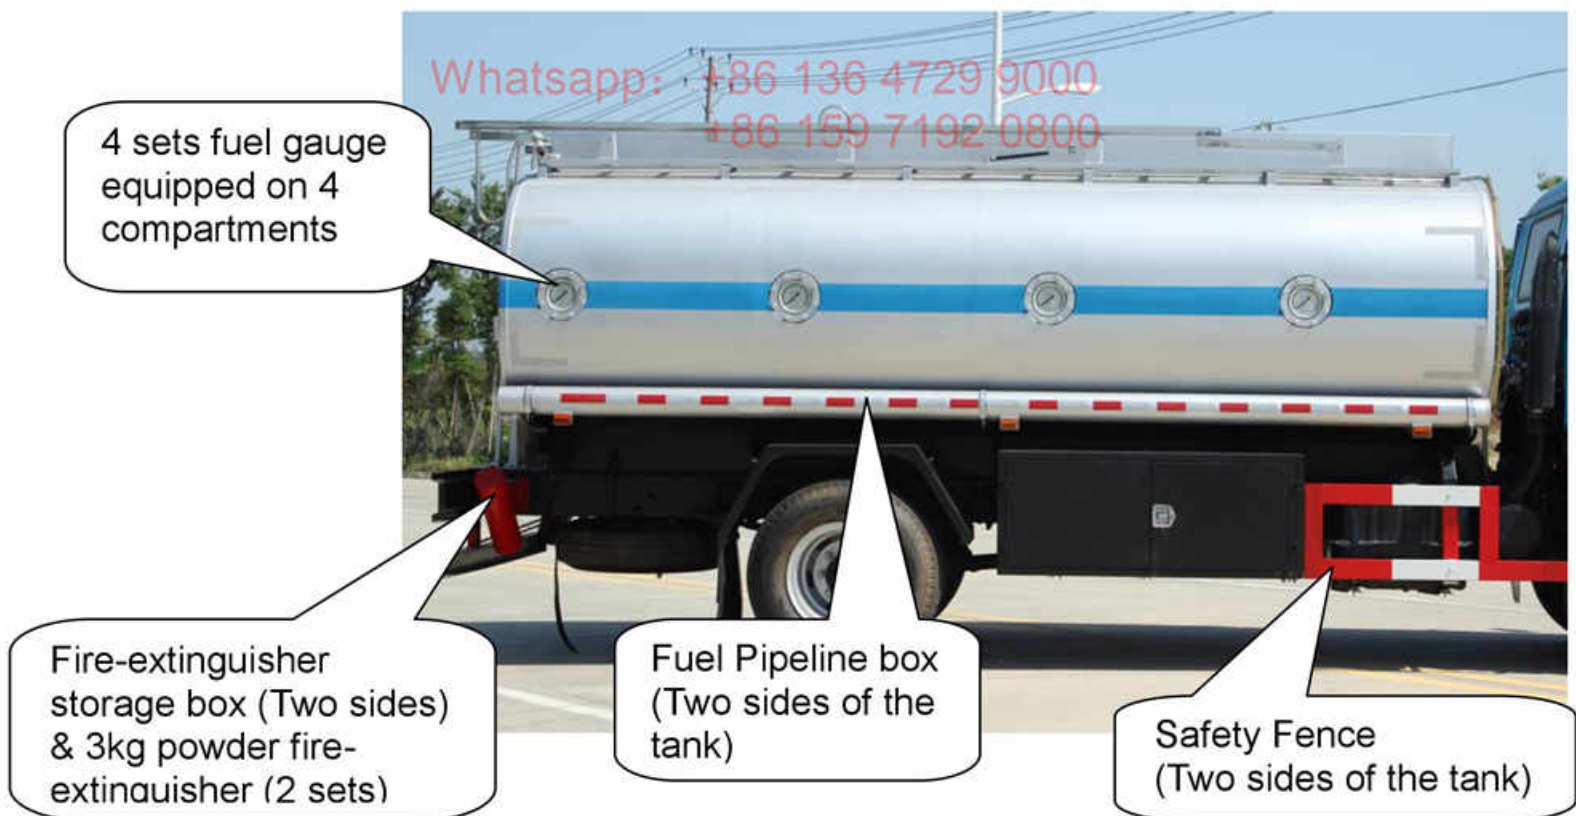 Whatsapp: +86 136 4729 9000
+86 159 7192 0800
4 sets fuel gauge
equipped on 4
compartments
Fire-extinguisher
storage box (Two sides)
& 3kg powder fire-
extinguisher (2 sets)
Fuel Pipeline box
(Two sides of the
tank)
Safety Fence
(Two sides of the tank)